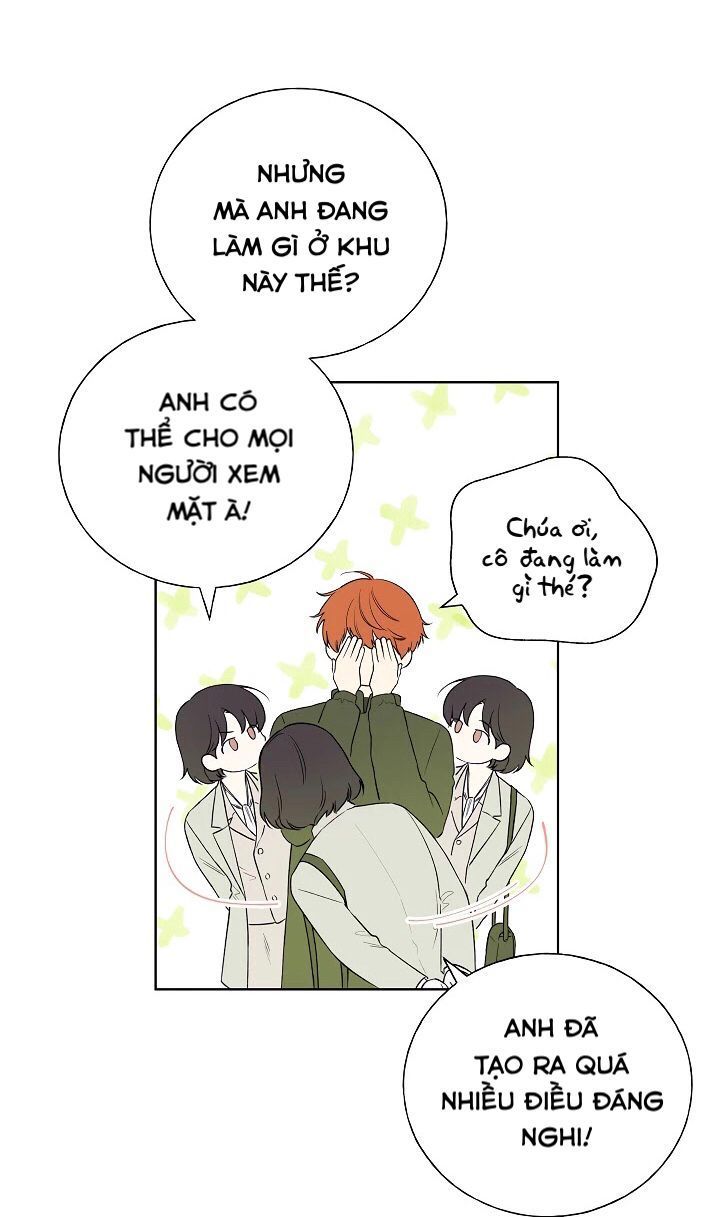 NHƯNG
MÀ ANH ĐANG
LÀM GÌ Ở KHU
NÀY THẾ?
ANH CÓ
THỂ CHO MỌI
NGƯỜI XEM
MẶT À!
Chúa ơi,
cô đang làm
gì thế?
ANH ĐÃ
TẠO RA QUÁ
NHIỀU ĐIỀU ĐÁNG
NGHI!